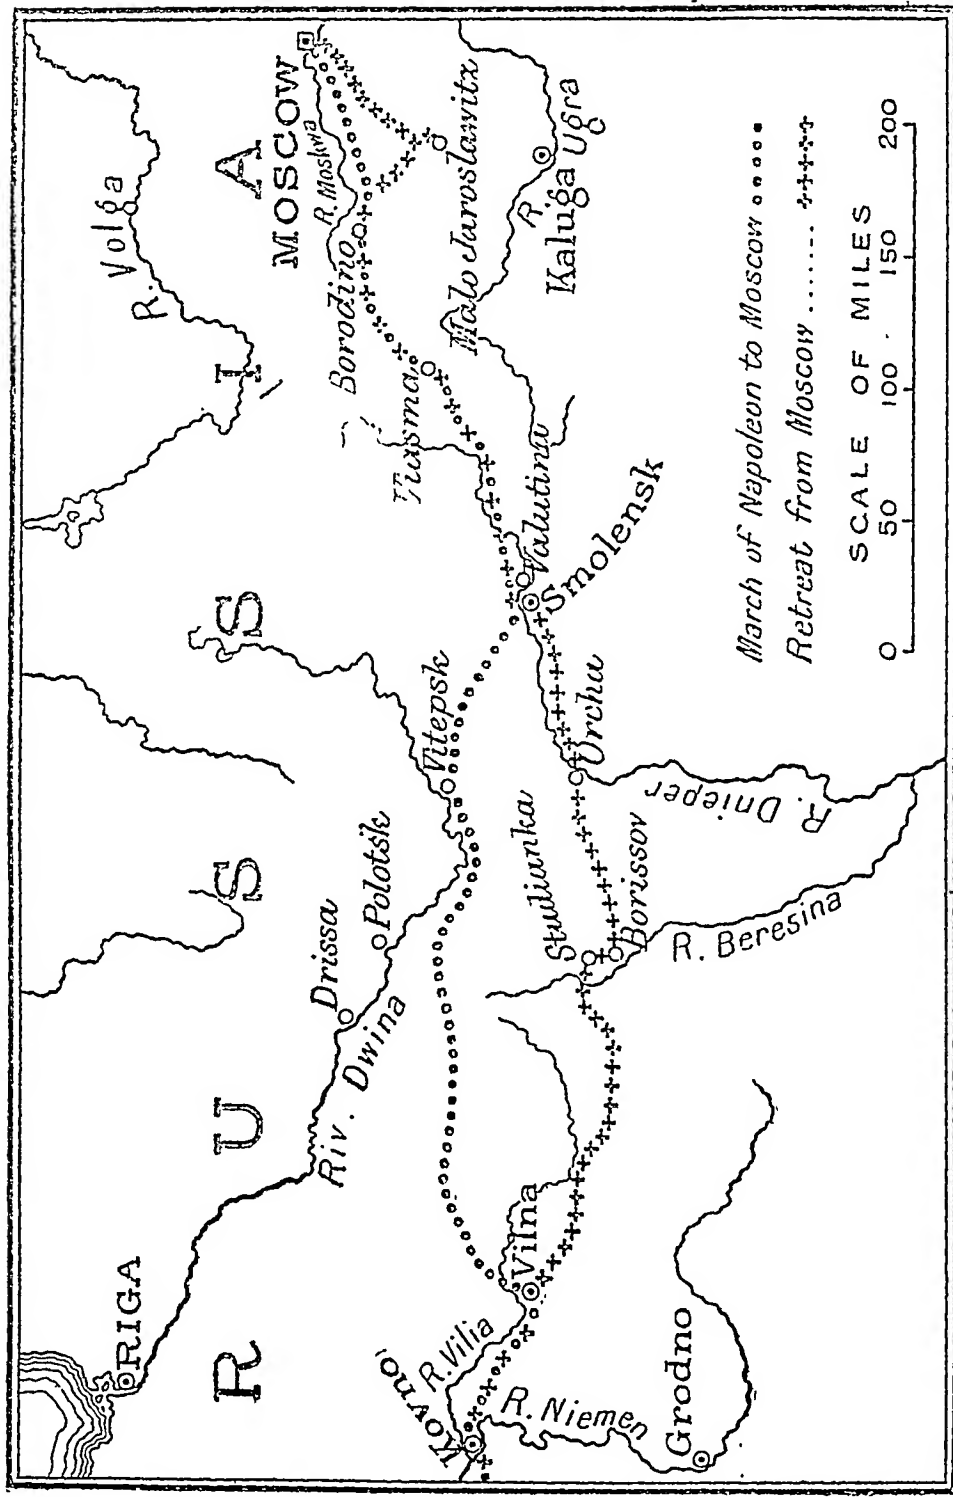 R U S S I A
RIGA
Riv. Dwina
Drissa
Polotsk
Vitepsk
R. Volga
MOSCOW
R. Moskwa
Borodino
Viasma
Malo Jaroslawitz
R. Ugra
Kaluga
Valutina
Smolensk
Orcha
R. Dnieper
Studianka
Borissov
R. Beresina
Kovno
R. Vilia
Vilna
R. Niemen
Grodno
March of Napoleon to Moscow
Retreat from Moscow
SCALE OF MILES
0 50 100 150 200